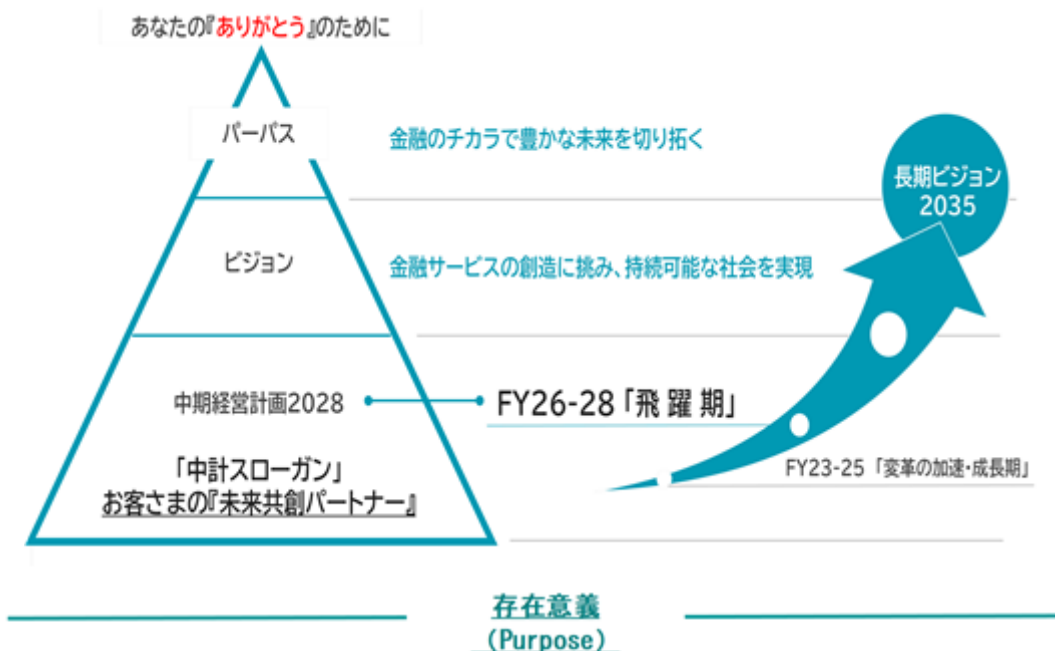 あなたの『ありがとう』のために
パーパス
金融のチカラで豊かな未来を切り拓く
長期ビジョン
2035
ビジョン
金融サービスの創造に挑み、持続可能な社会を実現
中期経営計画2028
FY26-28「飛躍期」
FY23-25「変革の加速・成長期」
「中計スローガン」
お客さまの『未来共創パートナー』
存在意義
(Purpose)